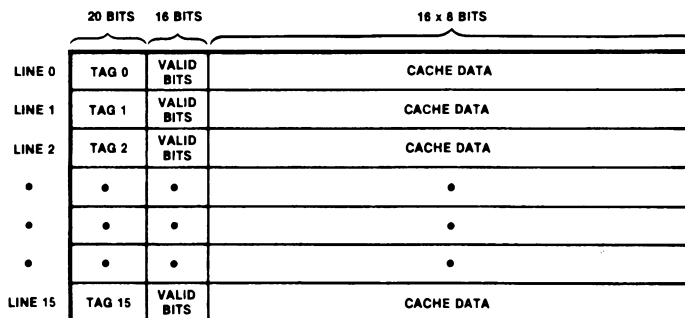 20 BITS 16 BITS 16 x 8 BITS
LINE 0 TAG 0 VALID BITS CACHE DATA
LINE 1 TAG 1 VALID BITS CACHE DATA
LINE 2 TAG 2 VALID BITS CACHE DATA
• • • •
• • • •
• • • •
LINE 15 TAG 15 VALID BITS CACHE DATA